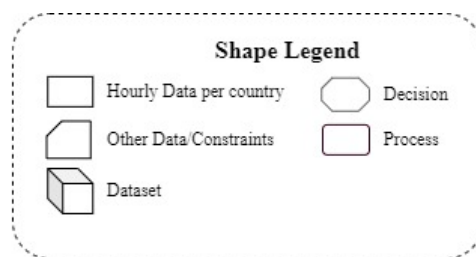 Shape Legend
Hourly Data per country
Decision
Other Data/Constraints
Process
Dataset